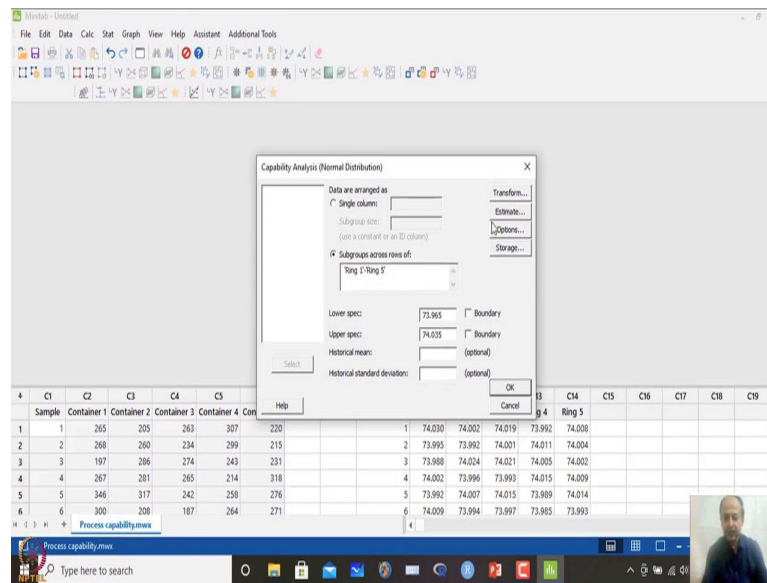 Minitab - Untitled
File Edit Data Calc Stat Graph View Help Assistant Additional Tools
Capability Analysis (Normal Distribution) X
Data are arranged as
Single column:
Subgroup size:
(use a constant or an ID column)
Subgroups across rows of:
'Ring 1'-'Ring 5'
Transform...
Estimate...
Options...
Storage...
Lower spec: 73.965 Boundary
Upper spec: 74.035 Boundary
Historical mean: (optional)
Historical standard deviation: (optional)
Select
OK
Help Cancel
C1 C2 C3 C4 C5 13 C14 C15 C16 C17 C18 C19
Sample Container 1 Container 2 Container 3 Container 4 Con g 4 Ring 5
1 1 265 205 263 307 220 1 74.030 74.002 74.019 73.992 74.008
2 2 268 260 234 299 215 2 73.995 73.992 74.001 74.011 74.004
3 3 197 286 274 243 231 3 73.988 74.024 74.021 74.005 74.002
4 4 267 281 265 214 318 4 74.002 73.996 73.993 74.015 74.009
5 5 346 317 242 258 276 5 73.992 74.007 74.015 73.989 74.014
6 6 300 208 187 264 271 6 74.009 73.994 73.997 73.985 73.993
Process capability.mwx
Process capability.mwx
Type here to search
NPTEL